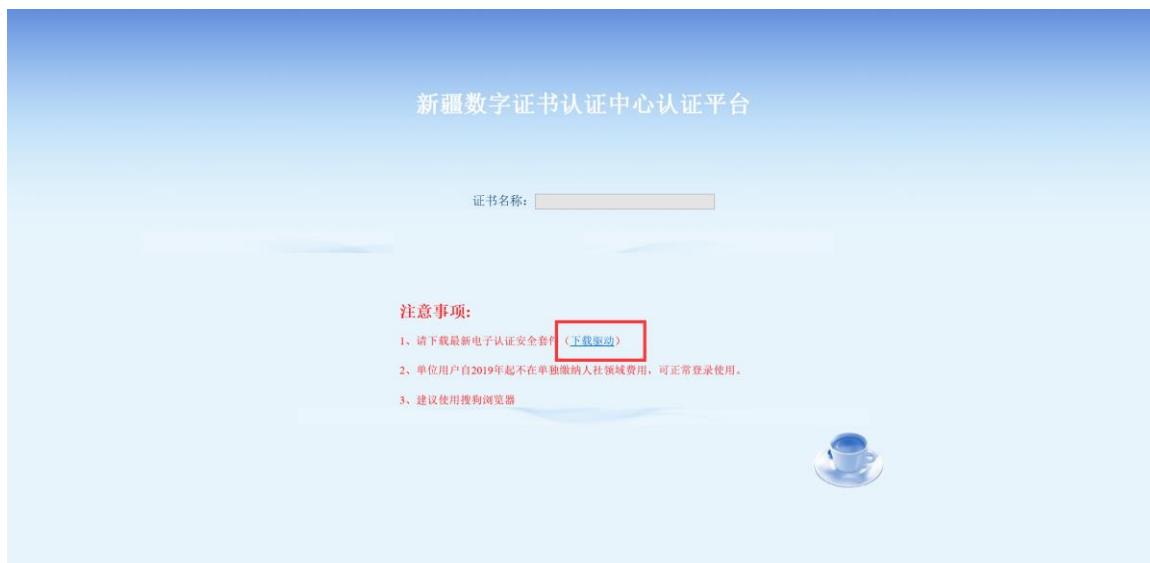 新疆数字证书认证中心认证平台
证书名称：
注意事项:
1、请下载最新电子认证安全套件（下载驱动）
2、单位用户自2019年起不在单独缴纳人社领域费用，可正常登录使用。
3、建议使用搜狗浏览器